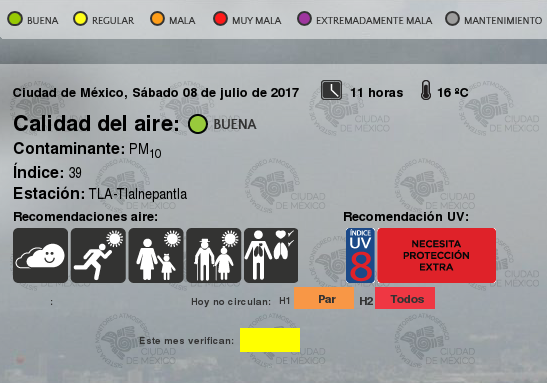 BUENA REGULAR MALA MUY MALA EXTREMADAMENTE MALA MANTENIMIENTO
Ciudad de México, Sábado 08 de julio de 2017 11 horas 16 ºC
Calidad del aire: BUENA
Contaminante: PM10
Índice: 39
Estación: TLA-Tlalnepantla
Recomendaciones aire: Recomendación UV:
ÍNDICE
UV
8
NECESITA
PROTECCIÓN
EXTRA
: Hoy no circulan: H1 Par H2 Todos
Este mes verifican:
CIUDAD
DE MÉXICO